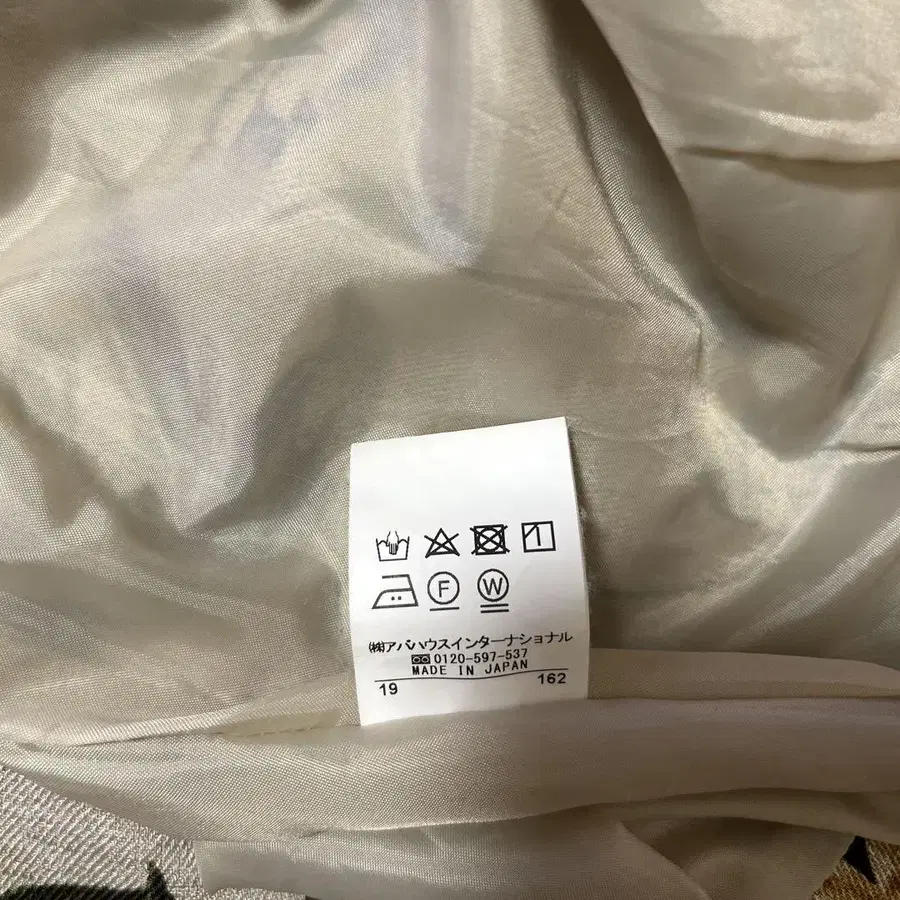 F W
(株)アバハウスインターナショナル
0120-597-537
MADE IN JAPAN
19 162